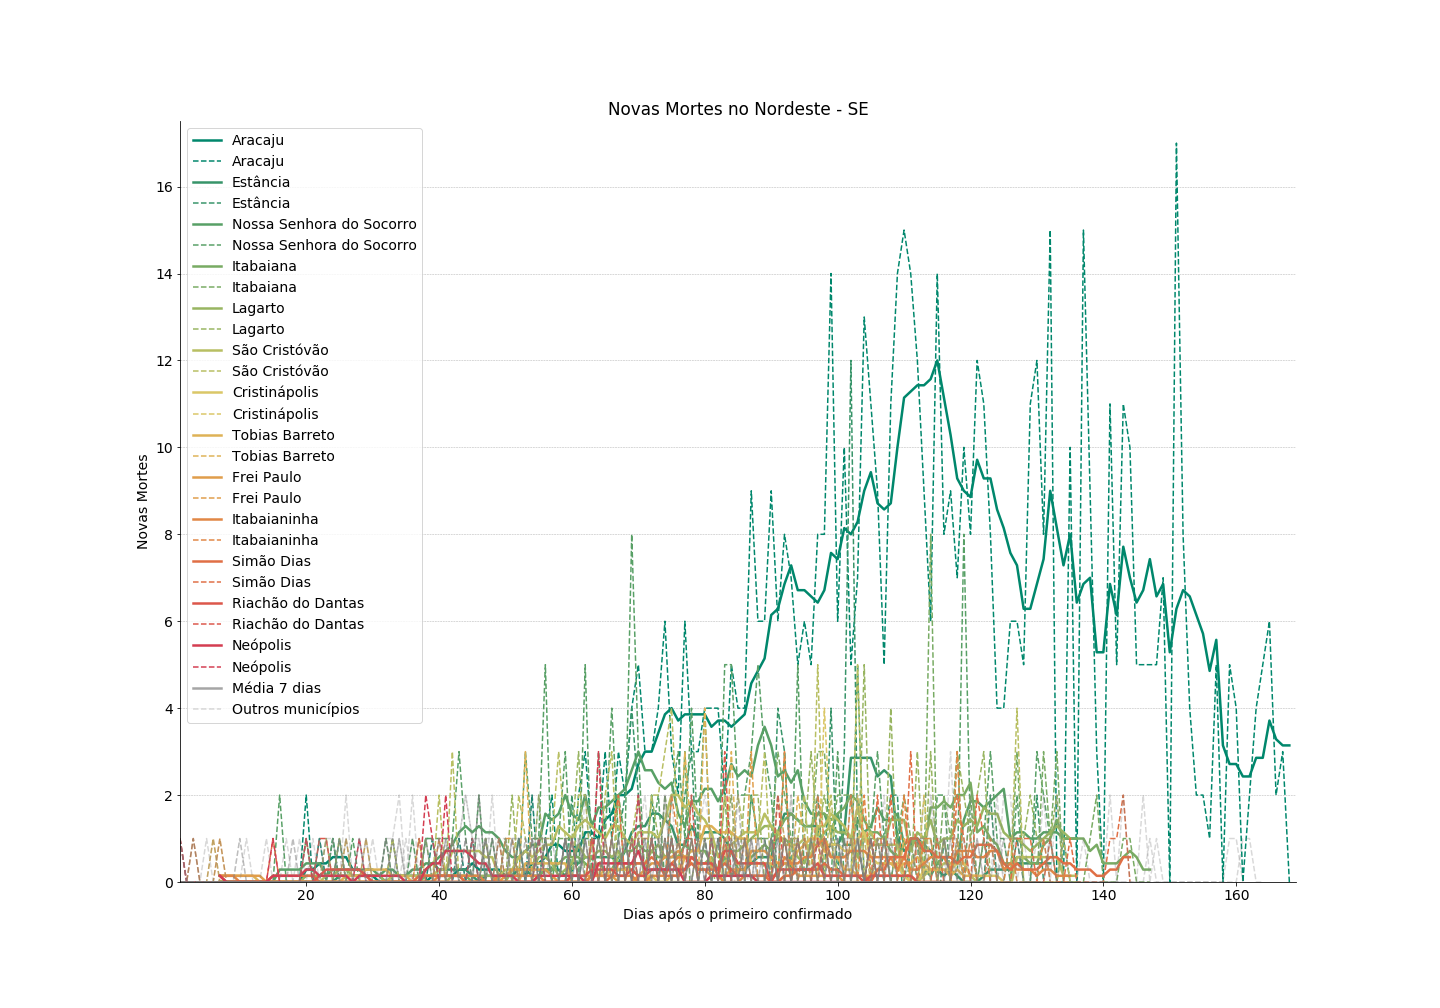 Novas Mortes no Nordeste - SE
Aracaju
Aracaju
Estância
Estância
Nossa Senhora do Socorro
Nossa Senhora do Socorro
Itabaiana
Itabaiana
Lagarto
Lagarto
São Cristóvão
São Cristóvão
Cristinápolis
Cristinápolis
Tobias Barreto
Tobias Barreto
Frei Paulo
Frei Paulo
Itabaianinha
Itabaianinha
Simão Dias
Simão Dias
Riachão do Dantas
Riachão do Dantas
Neópolis
Neópolis
Média 7 dias
Outros municípios
Novas Mortes
16
14
12
10
8
6
4
2
0
20 40 60 80 100 120 140 160
Dias após o primeiro confirmado